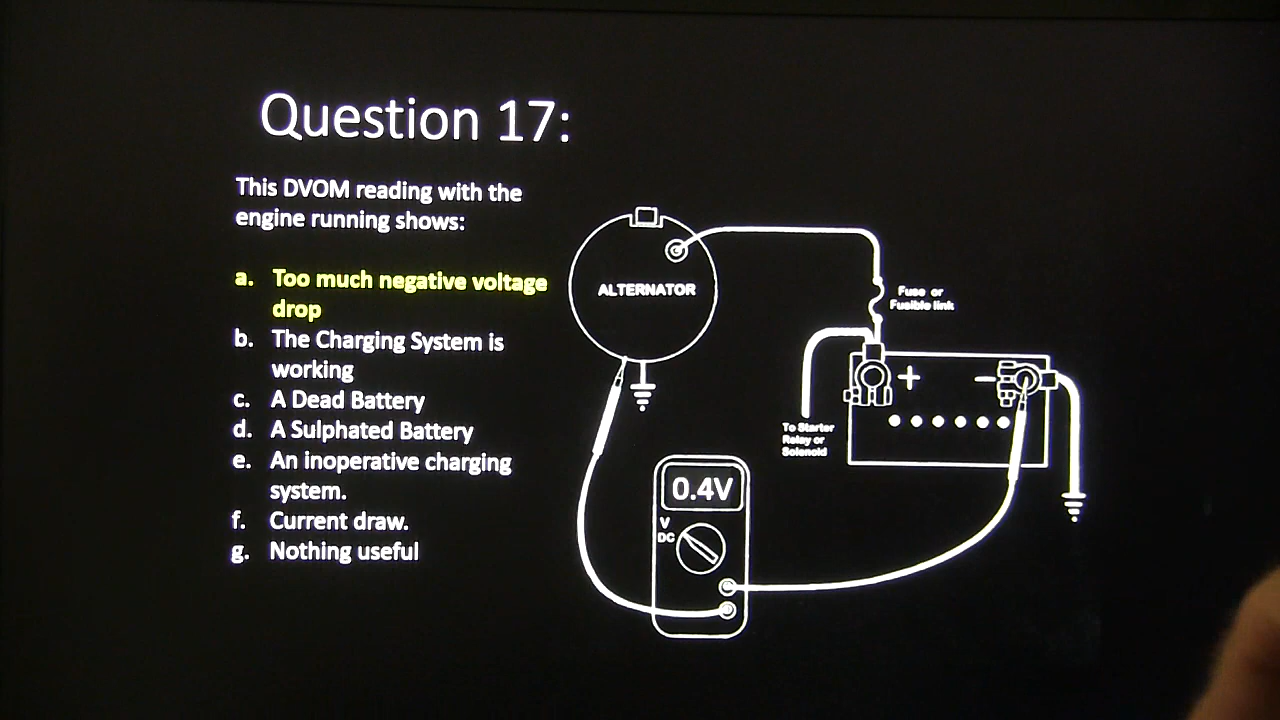 Question 17:
This DVOM reading with the
engine running shows:
a. Too much negative voltage
drop
b. The Charging System is
working
c. A Dead Battery
d. A Sulphated Battery
e. An inoperative charging
system.
f. Current draw.
g. Nothing useful
ALTERNATOR
Fuse or
Fusible link
+
−
To Starter
Relay or
Solenoid
0.4V
V
DC